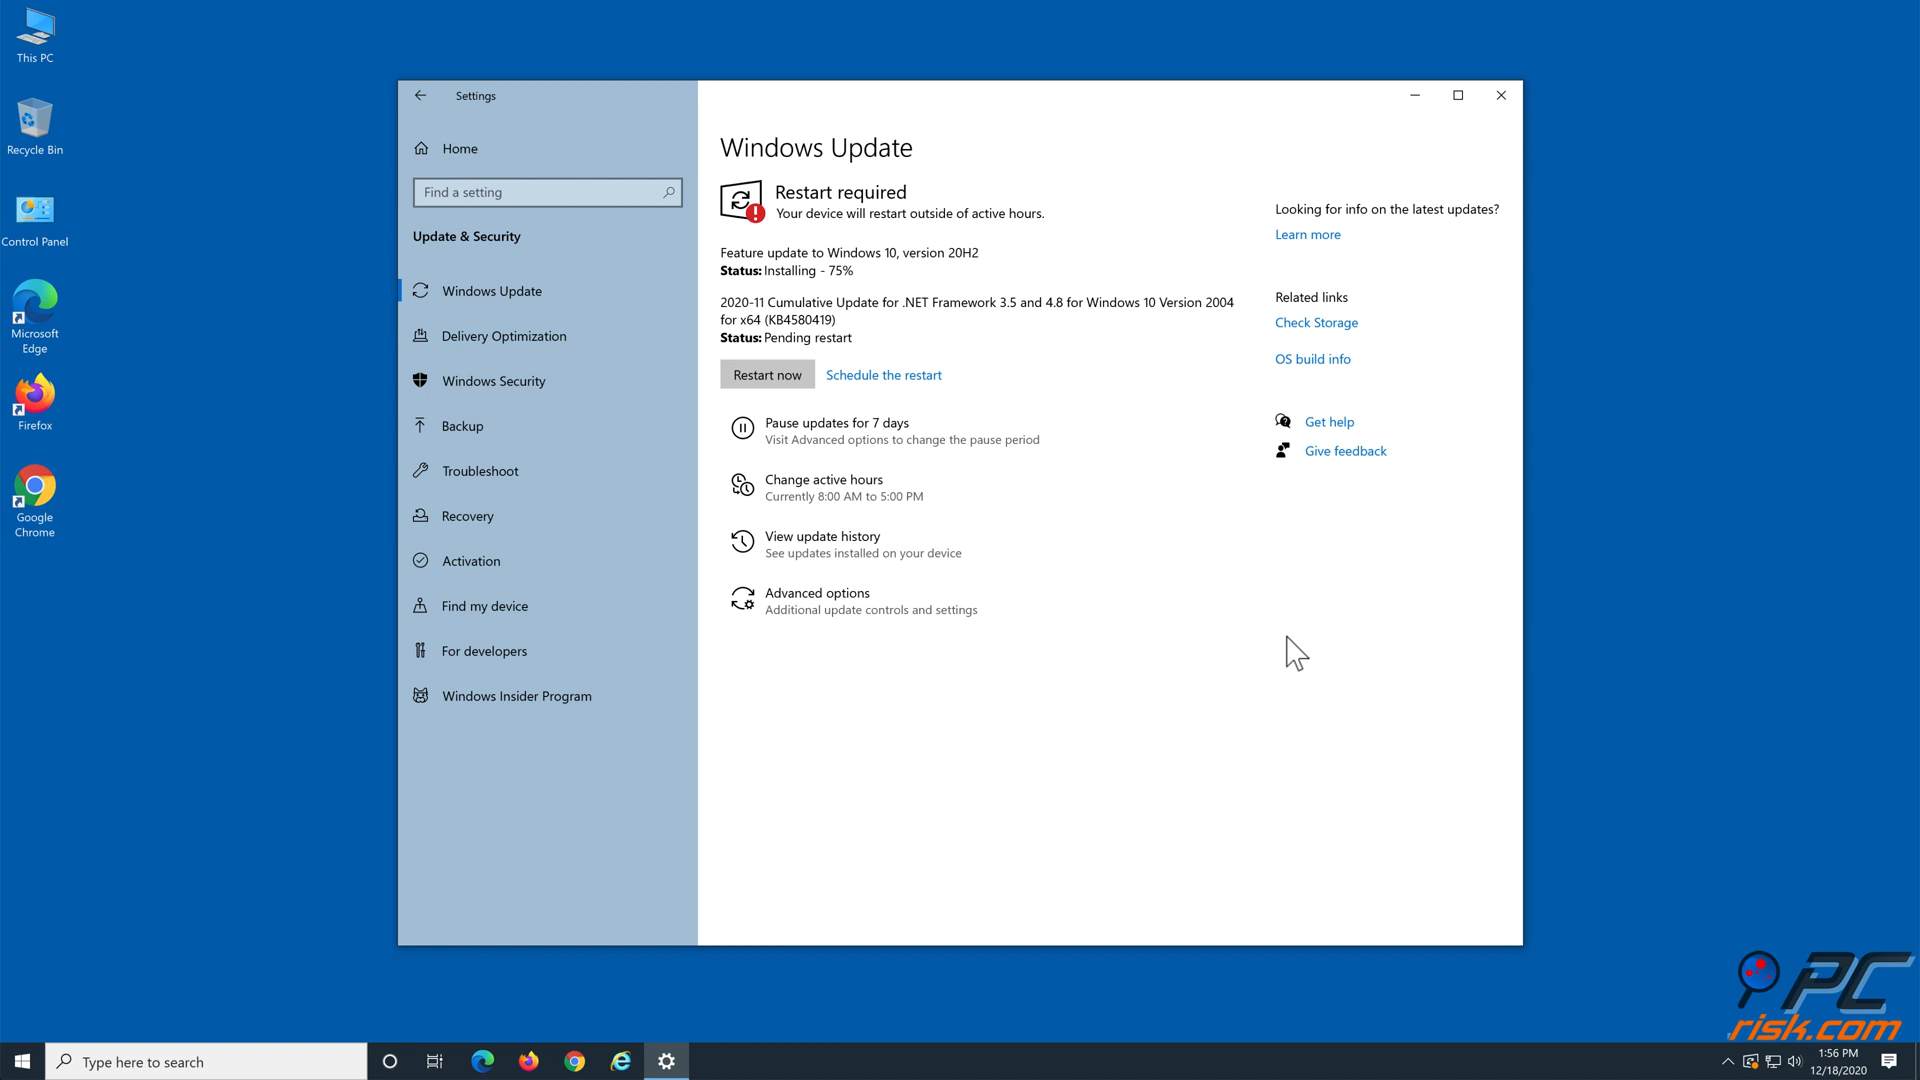 This PC
Recycle Bin
Control Panel
Microsoft
Edge
Firefox
Google
Chrome
Settings
Home
Find a setting
Update & Security
Windows Update
Delivery Optimization
Windows Security
Backup
Troubleshoot
Recovery
Activation
Find my device
For developers
Windows Insider Program
Windows Update
Restart required
Your device will restart outside of active hours.
Feature update to Windows 10, version 20H2
Status: Installing - 75%
2020-11 Cumulative Update for .NET Framework 3.5 and 4.8 for Windows 10 Version 2004
for x64 (KB4580419)
Status: Pending restart
Restart now
Schedule the restart
Pause updates for 7 days
Visit Advanced options to change the pause period
Change active hours
Currently 8:00 AM to 5:00 PM
View update history
See updates installed on your device
Advanced options
Additional update controls and settings
Looking for info on the latest updates?
Learn more
Related links
Check Storage
OS build info
Get help
Give feedback
PC
risk.com
Type here to search
1:56 PM
12/18/2020